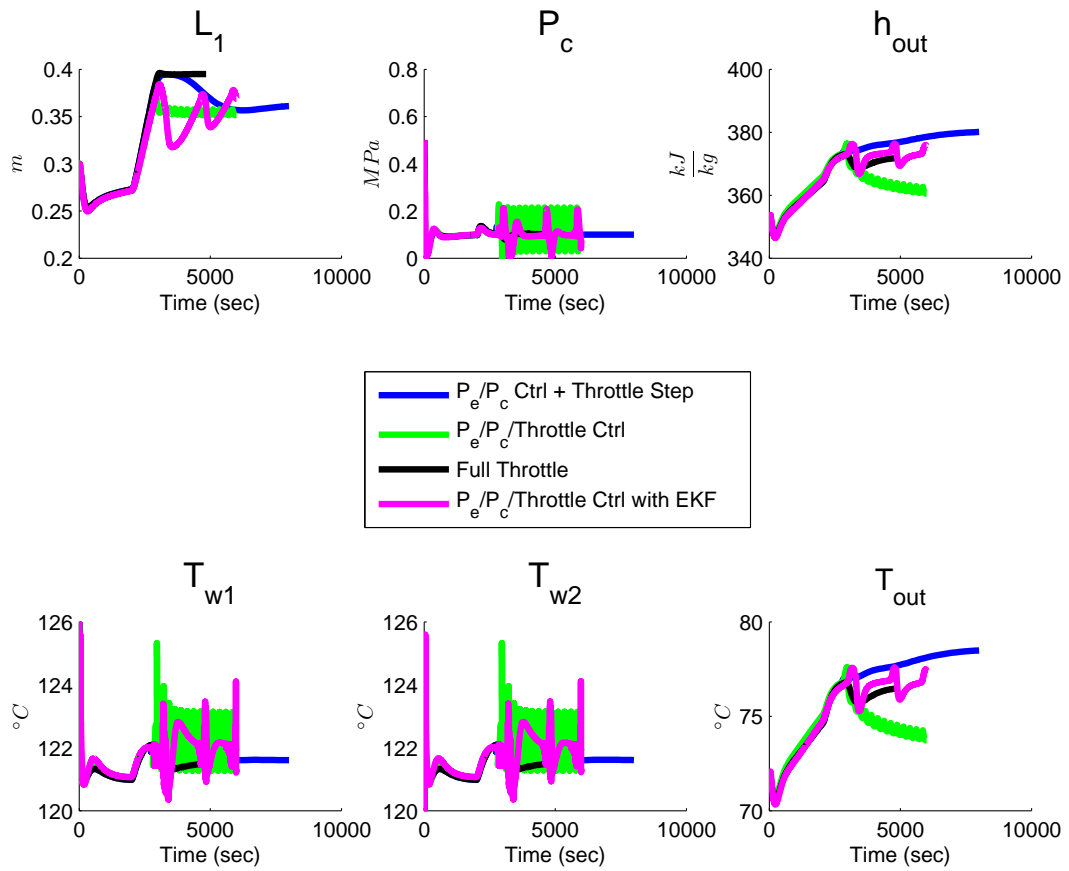 L1
0.4
0.35
0.3
0.25
0.2
m
0
5000
10000
Time (sec)
Pc
0.8
0.6
0.4
0.2
0
MPa
0
5000
10000
Time (sec)
hout
400
380
360
340
kJ
kg
0
5000
10000
Time (sec)
Pe/Pc Ctrl + Throttle Step
Pe/Pc/Throttle Ctrl
Full Throttle
Pe/Pc/Throttle Ctrl with EKF
Tw1
126
124
122
120
°C
0
5000
10000
Time (sec)
Tw2
126
124
122
120
°C
0
5000
10000
Time (sec)
Tout
80
75
70
°C
0
5000
10000
Time (sec)